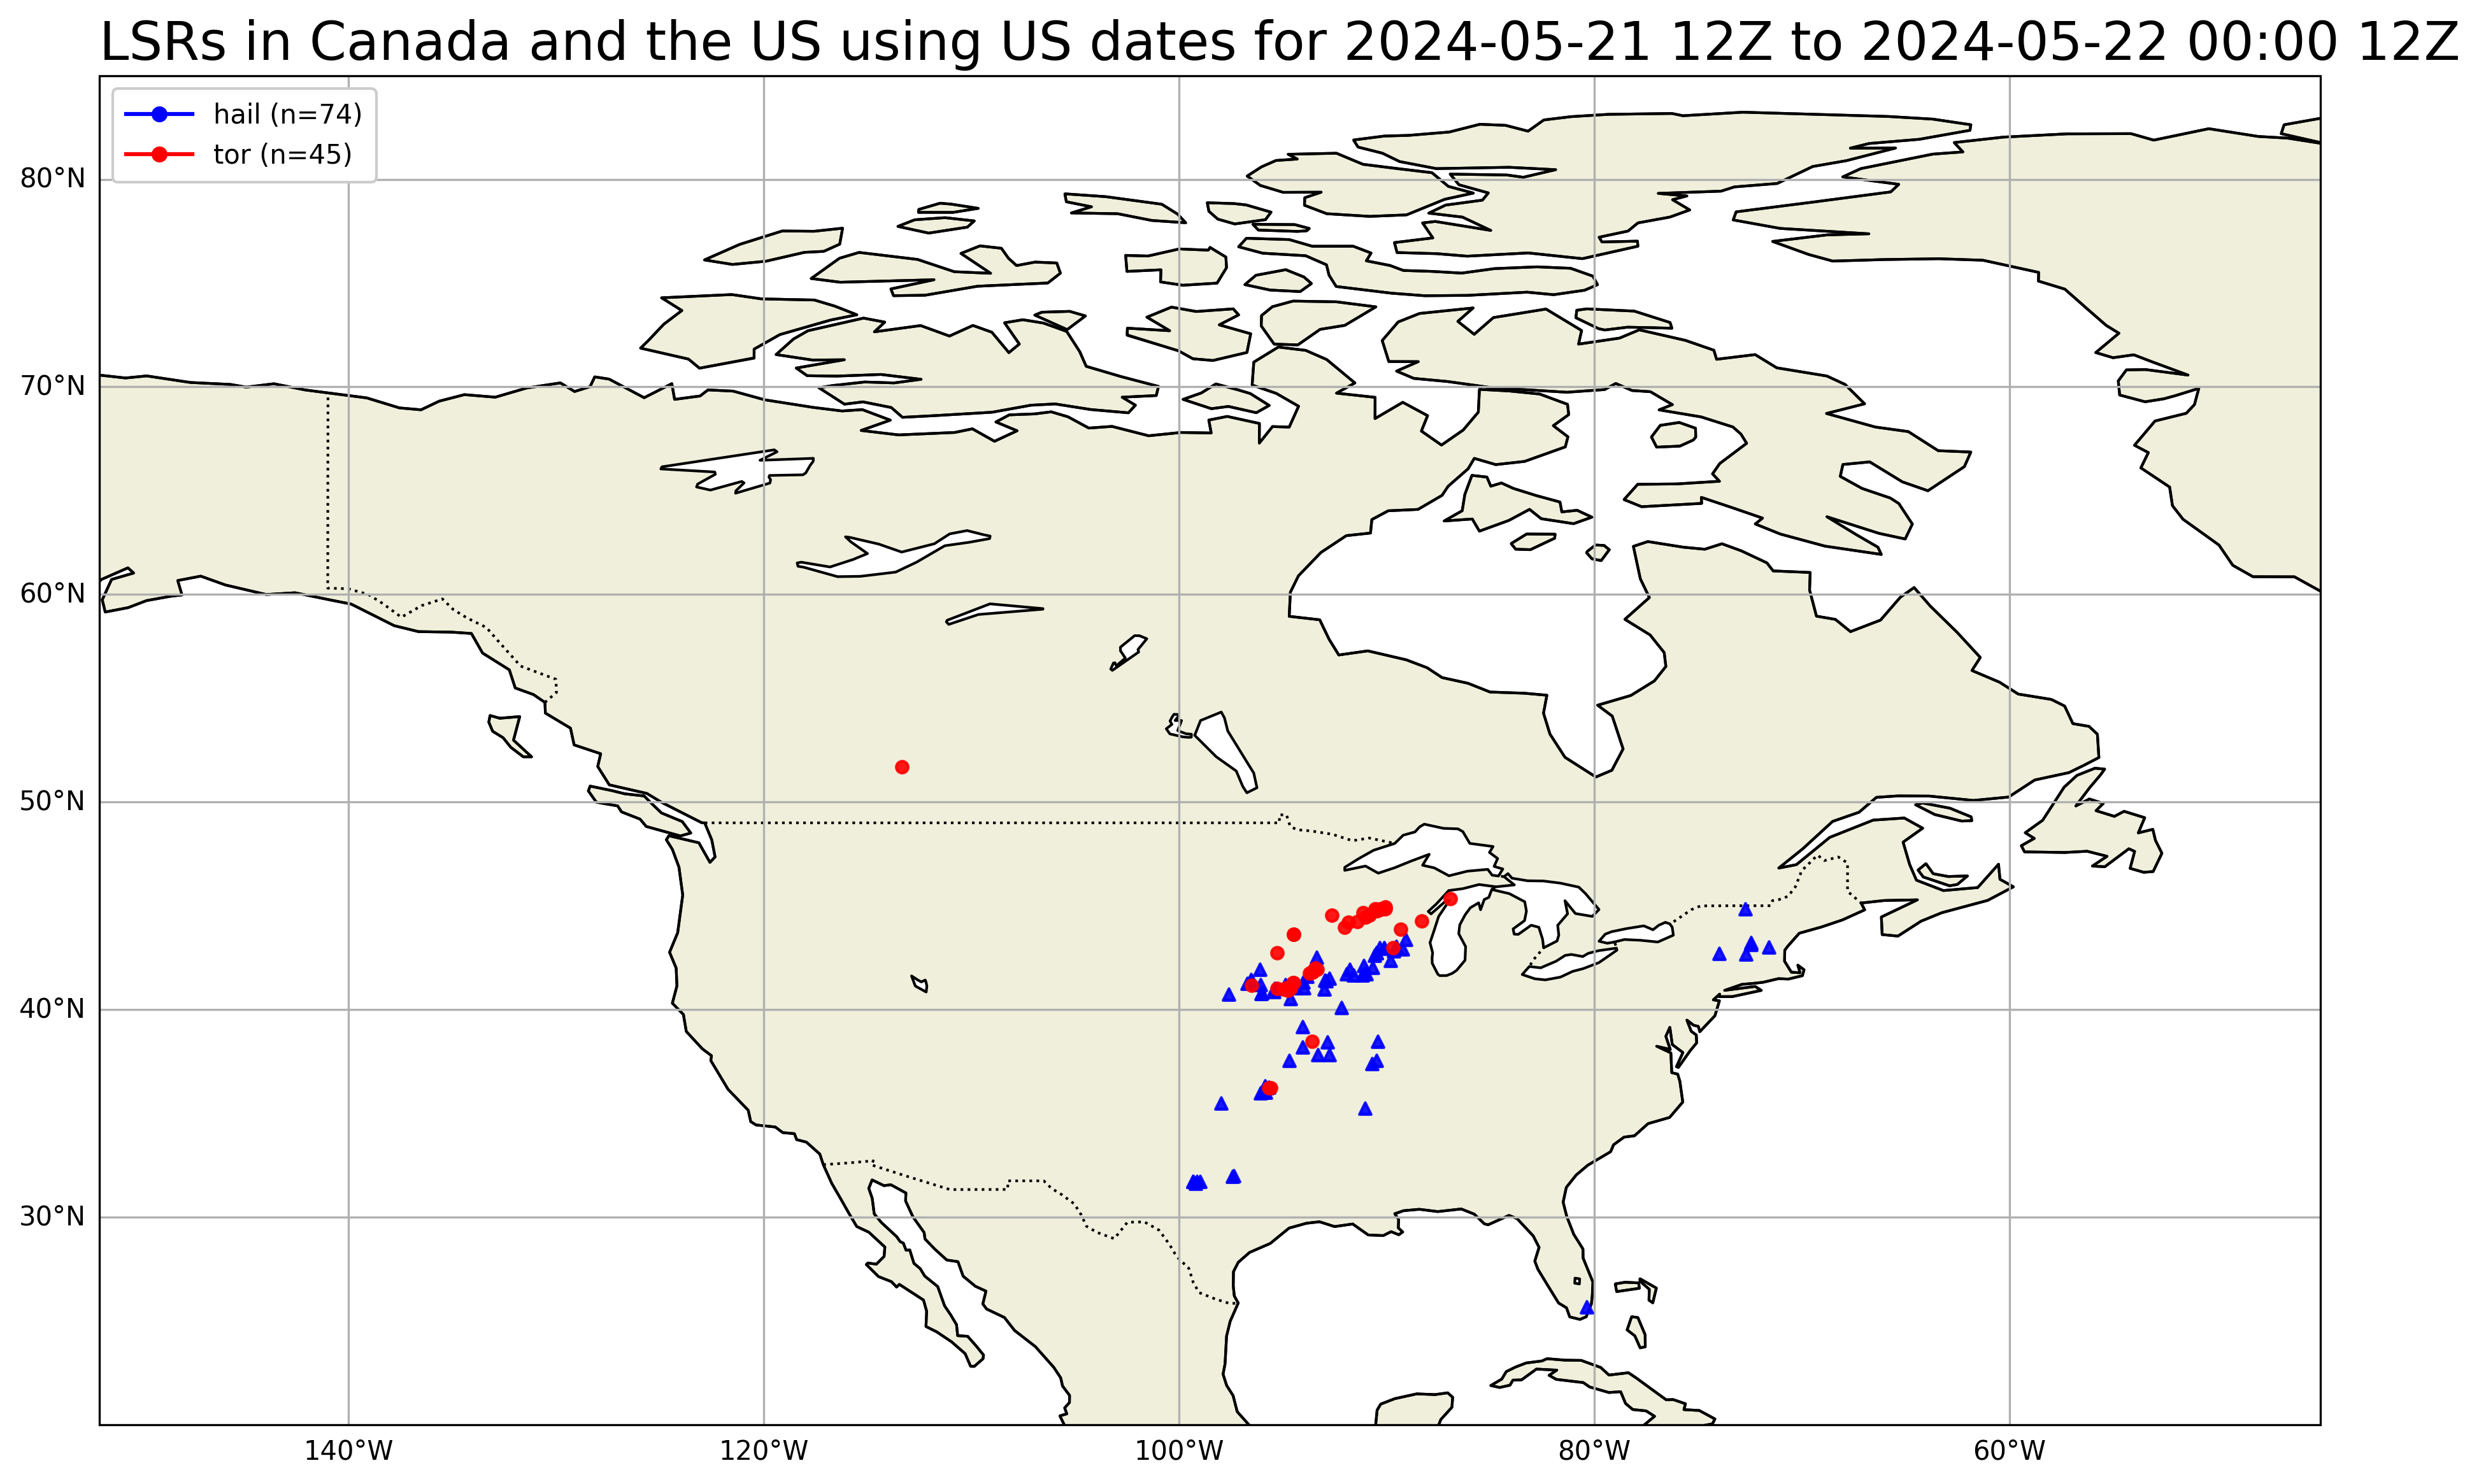 LSRs in Canada and the US using US dates for 2024-05-21 12Z to 2024-05-22 00:00 12Z
hail (n=74)
tor (n=45)
80°N
70°N
60°N
50°N
40°N
30°N
140°W 120°W 100°W 80°W 60°W